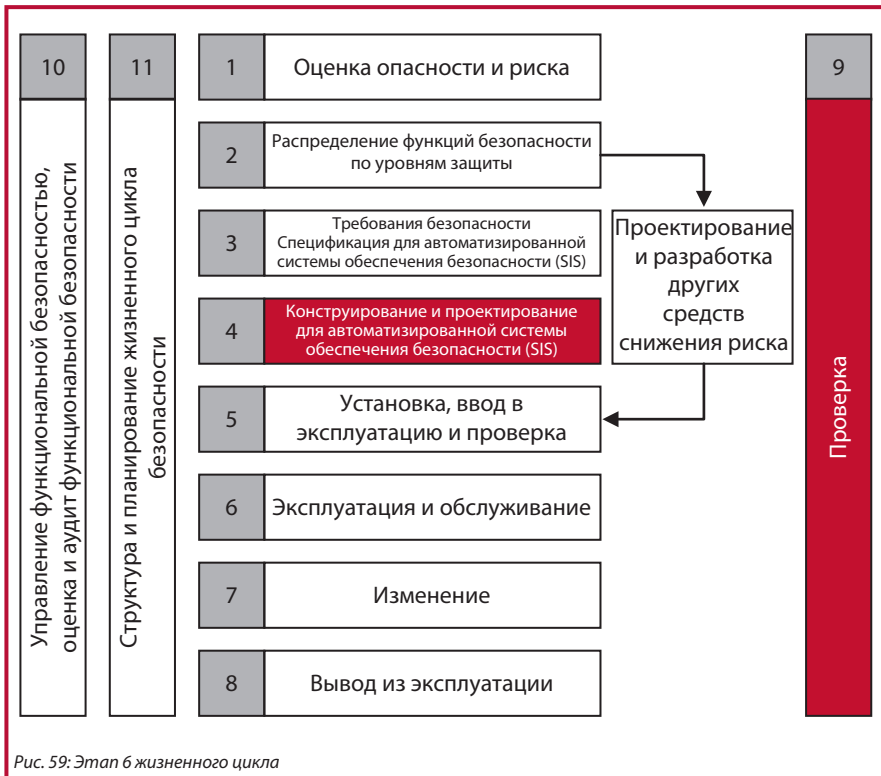 10
Управление функциональной безопасностью,
оценка и аудит функциональной безопасности
11
Структура и планирование жизненного цикла
безопасности
1
Оценка опасности и риска
2
Распределение функций безопасности
по уровням защиты
3
Требования безопасности
Спецификация для автоматизированной
системы обеспечения безопасности (SIS)
4
Конструирование и проектирование
для автоматизированной системы
обеспечения безопасности (SIS)
5
Установка, ввод в
эксплуатацию и проверка
6
Эксплуатация и обслуживание
7
Изменение
8
Вывод из эксплуатации
Проектирование
и разработка
других
средств
снижения риска
9
Проверка
Рис. 59: Этап 6 жизненного цикла